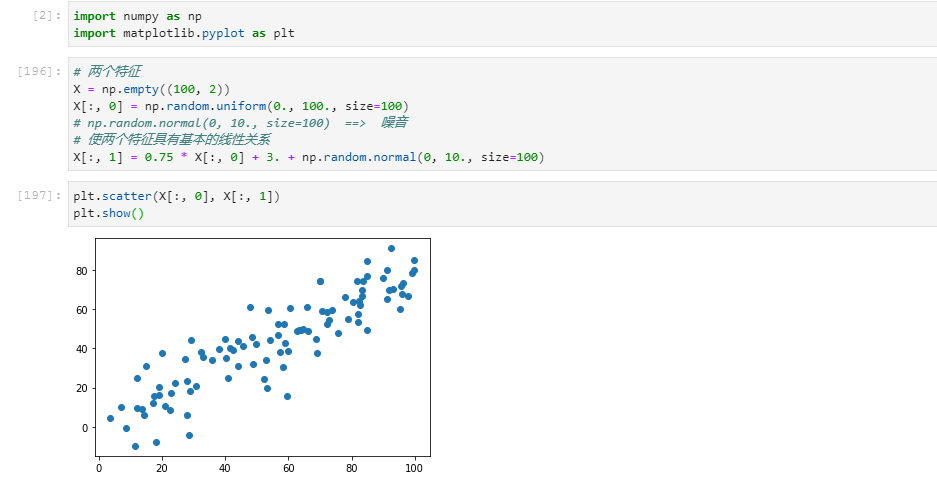 [2]: import numpy as np
import matplotlib.pyplot as plt
[196]: # 两个特征
X = np.empty((100, 2))
X[:, 0] = np.random.uniform(0., 100., size=100)
# np.random.normal(0, 10., size=100)  ==>  噪音
# 使两个特征具有基本的线性关系
X[:, 1] = 0.75 * X[:, 0] + 3. + np.random.normal(0, 10., size=100)
[197]: plt.scatter(X[:, 0], X[:, 1])
plt.show()
80
60
40
20
0
0 20 40 60 80 100